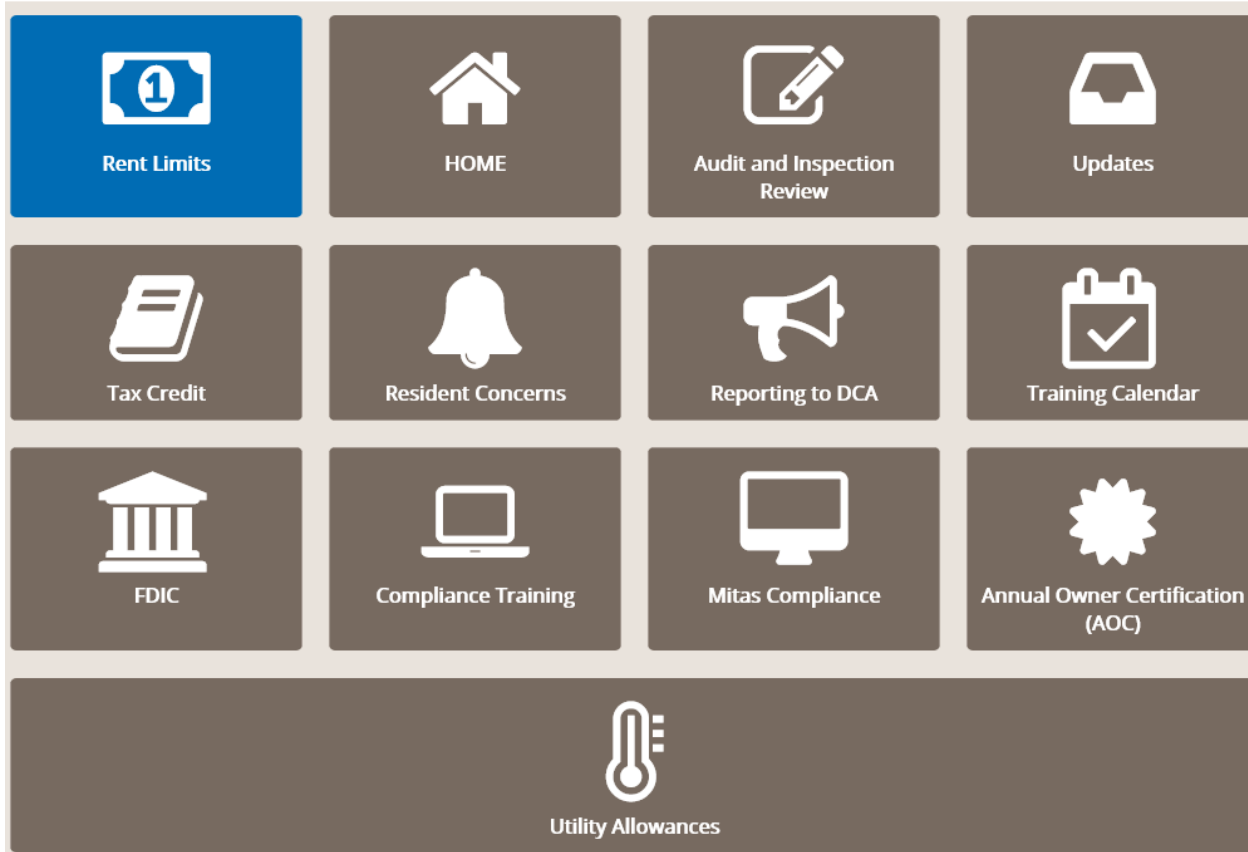 1
Rent Limits
HOME
Audit and Inspection
Review
Updates
Tax Credit
Resident Concerns
Reporting to DCA
Training Calendar
FDIC
Compliance Training
Mitas Compliance
Annual Owner Certification
(AOC)
Utility Allowances